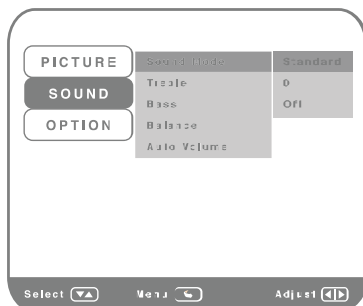 PICTURE
SOUND
OPTION
Sound Mode Standard
Treble 0
Bass Off
Balance
Auto Volume
Select Menu Adjust